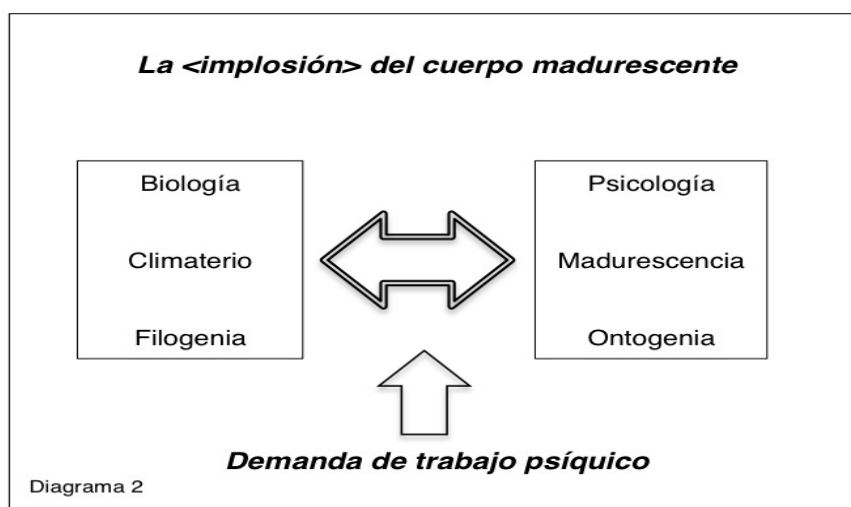 La <implosión> del cuerpo madurescente
Biología
Climaterio
Filogenia
Psicología
Madurescencia
Ontogenia
Demanda de trabajo psíquico
Diagrama 2